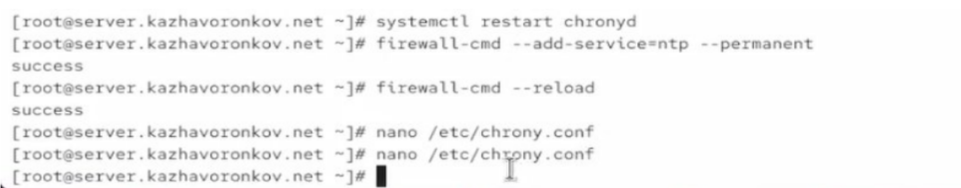 [root@server.kazhavoronkov.net ~]# systemctl restart chronyd
[root@server.kazhavoronkov.net ~]# firewall-cmd --add-service=ntp --permanent
success
[root@server.kazhavoronkov.net ~]# firewall-cmd --reload
success
[root@server.kazhavoronkov.net ~]# nano /etc/chrony.conf
[root@server.kazhavoronkov.net ~]# nano /etc/chrony.conf
[root@server.kazhavoronkov.net ~]#